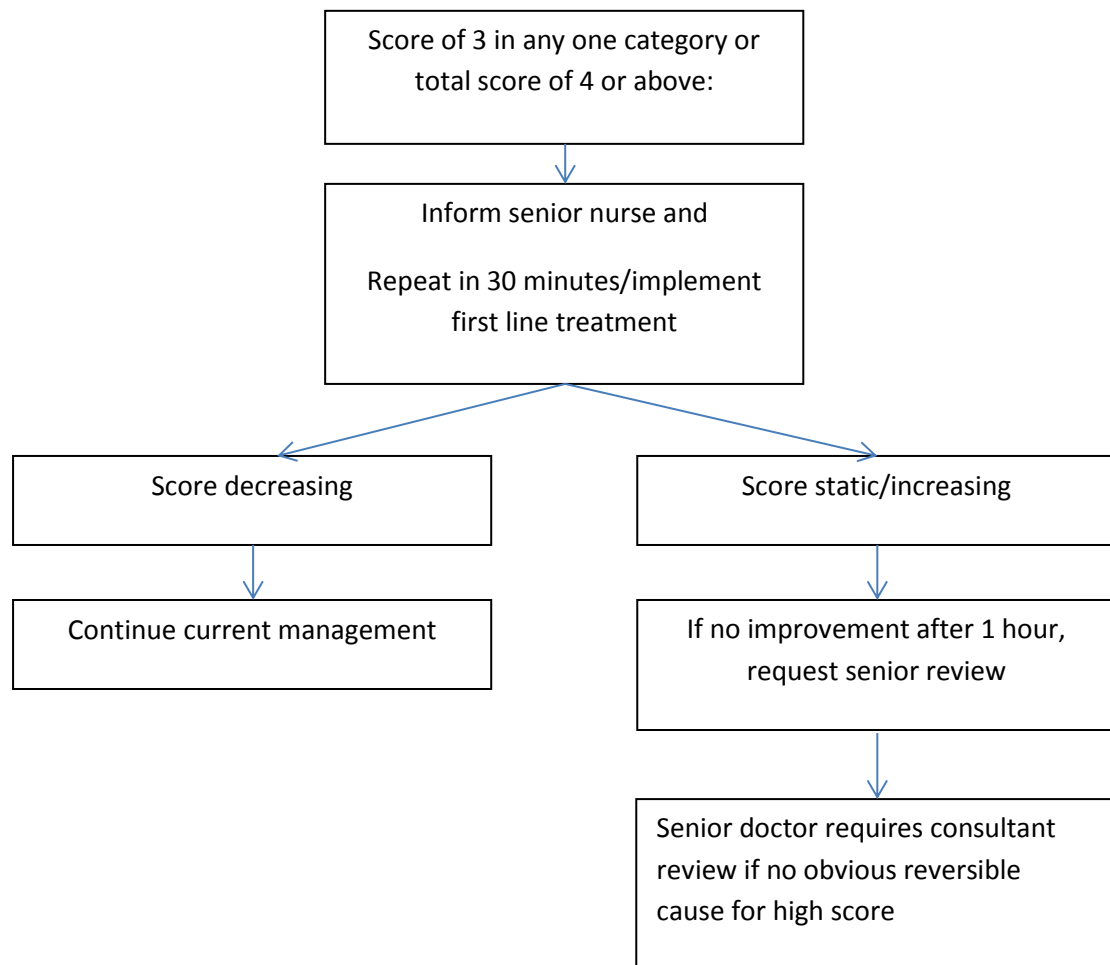 Score of 3 in any one category or
total score of 4 or above:
Inform senior nurse and
Repeat in 30 minutes/implement
first line treatment
Score decreasing
Score static/increasing
Continue current management
If no improvement after 1 hour,
request senior review
Senior doctor requires consultant
review if no obvious reversible
cause for high score